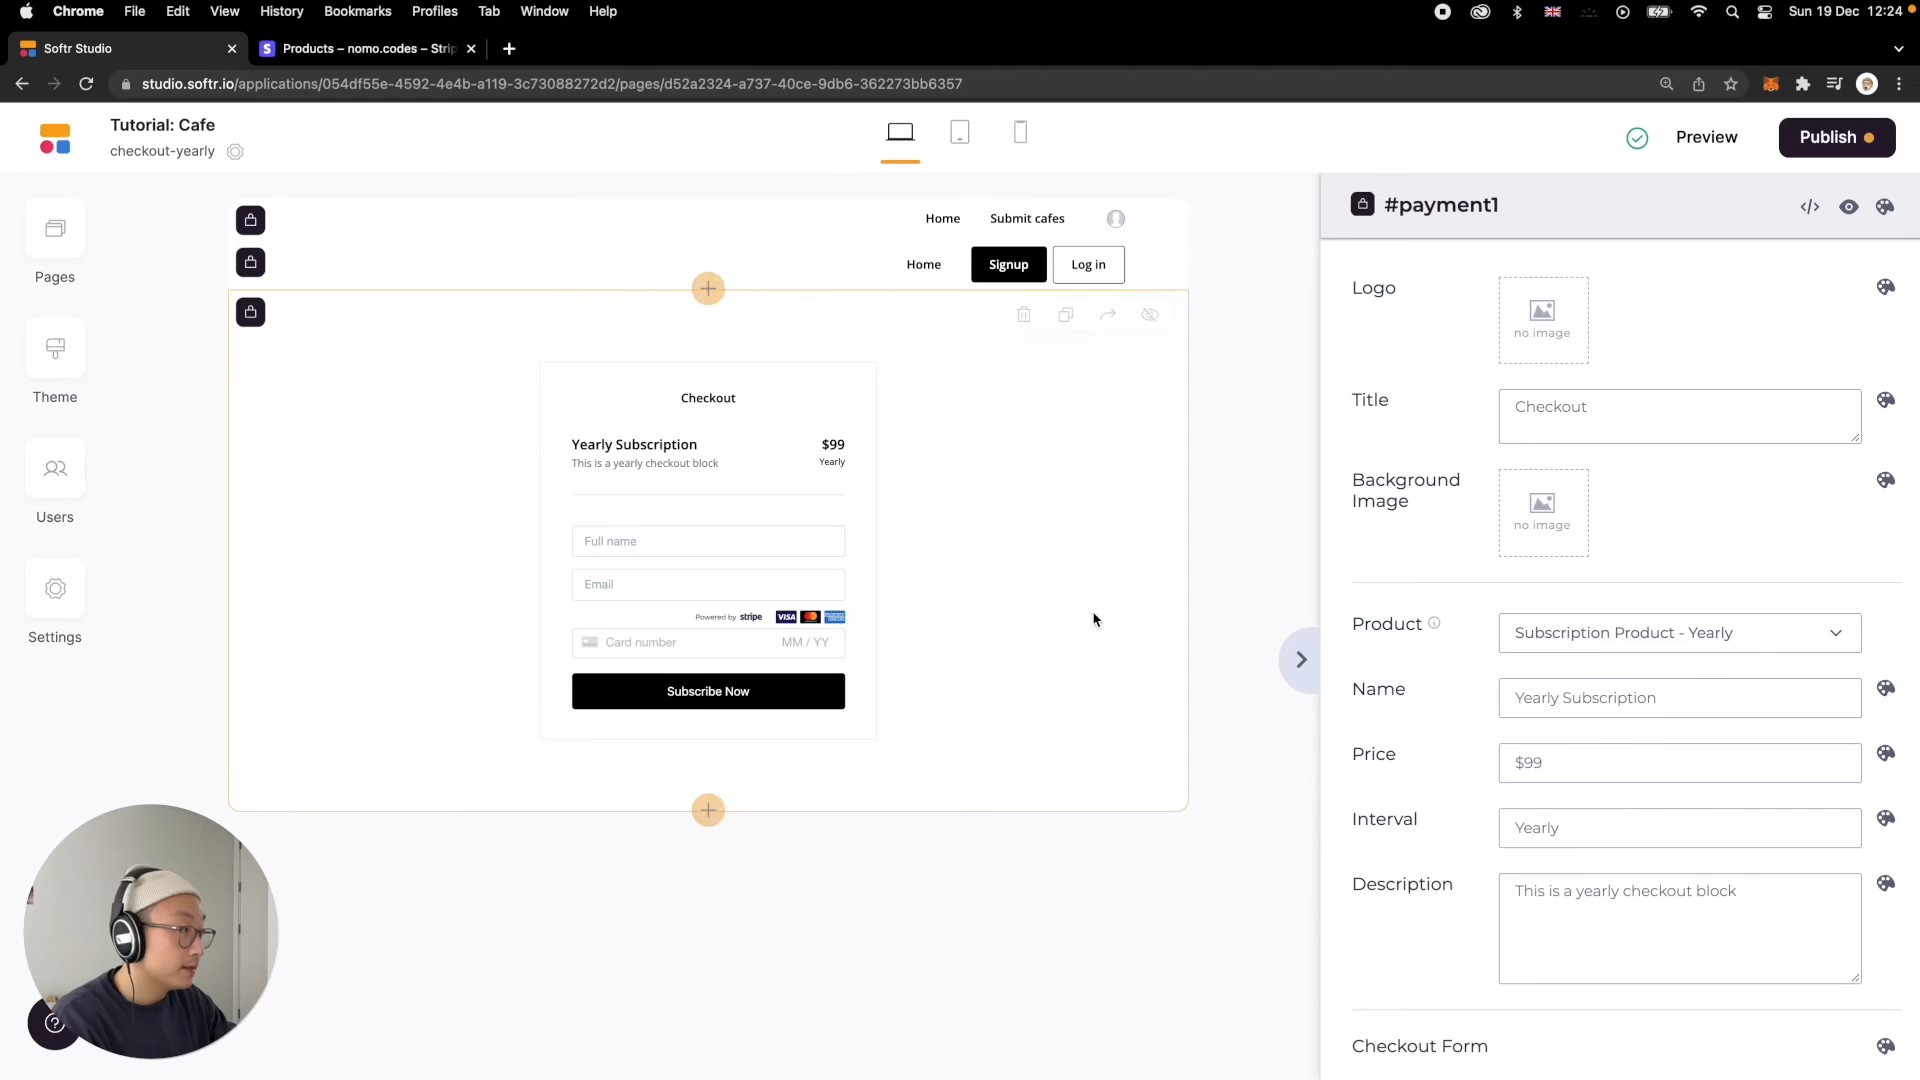 Chrome File Edit View History Bookmarks Profiles Tab Window Help Sun 19 Dec 12:24
Softr Studio
S Products – nomo.codes – Strip
studio.softr.io/applications/054df55e-4592-4e4b-a119-3c73088272d2/pages/d52a2324-a737-40ce-9db6-362273bb6357
Tutorial: Cafe
checkout-yearly
Preview
Publish
Pages
Theme
Users
Settings
Home Submit cafes
Home Signup Log in
Checkout
Yearly Subscription $99
This is a yearly checkout block Yearly
Full name
Email
Powered by stripe VISA
Card number MM / YY
Subscribe Now
#payment1
Logo
no image
Title
Checkout
Background
Image
no image
Product
Subscription Product - Yearly
Name
Yearly Subscription
Price
$99
Interval
Yearly
Description
This is a yearly checkout block
Checkout Form